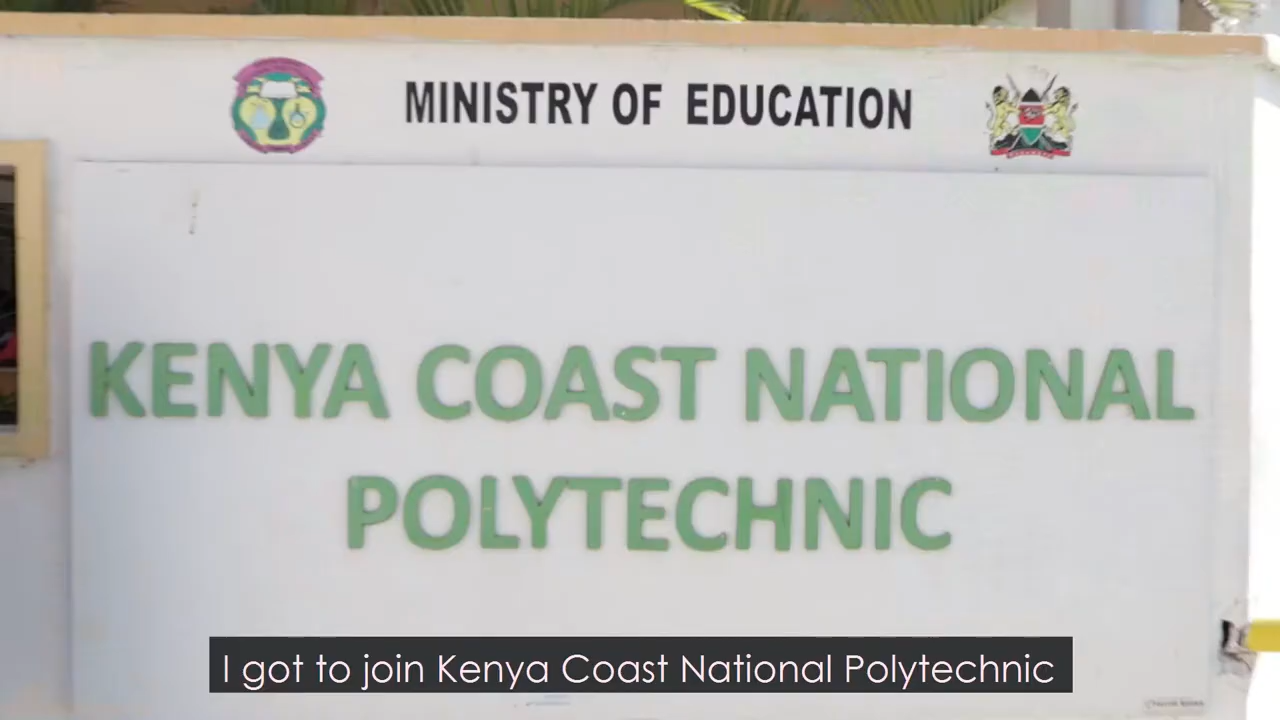 MINISTRY OF EDUCATION
KENYA COAST NATIONAL
POLYTECHNIC
I got to join Kenya Coast National Polytechnic